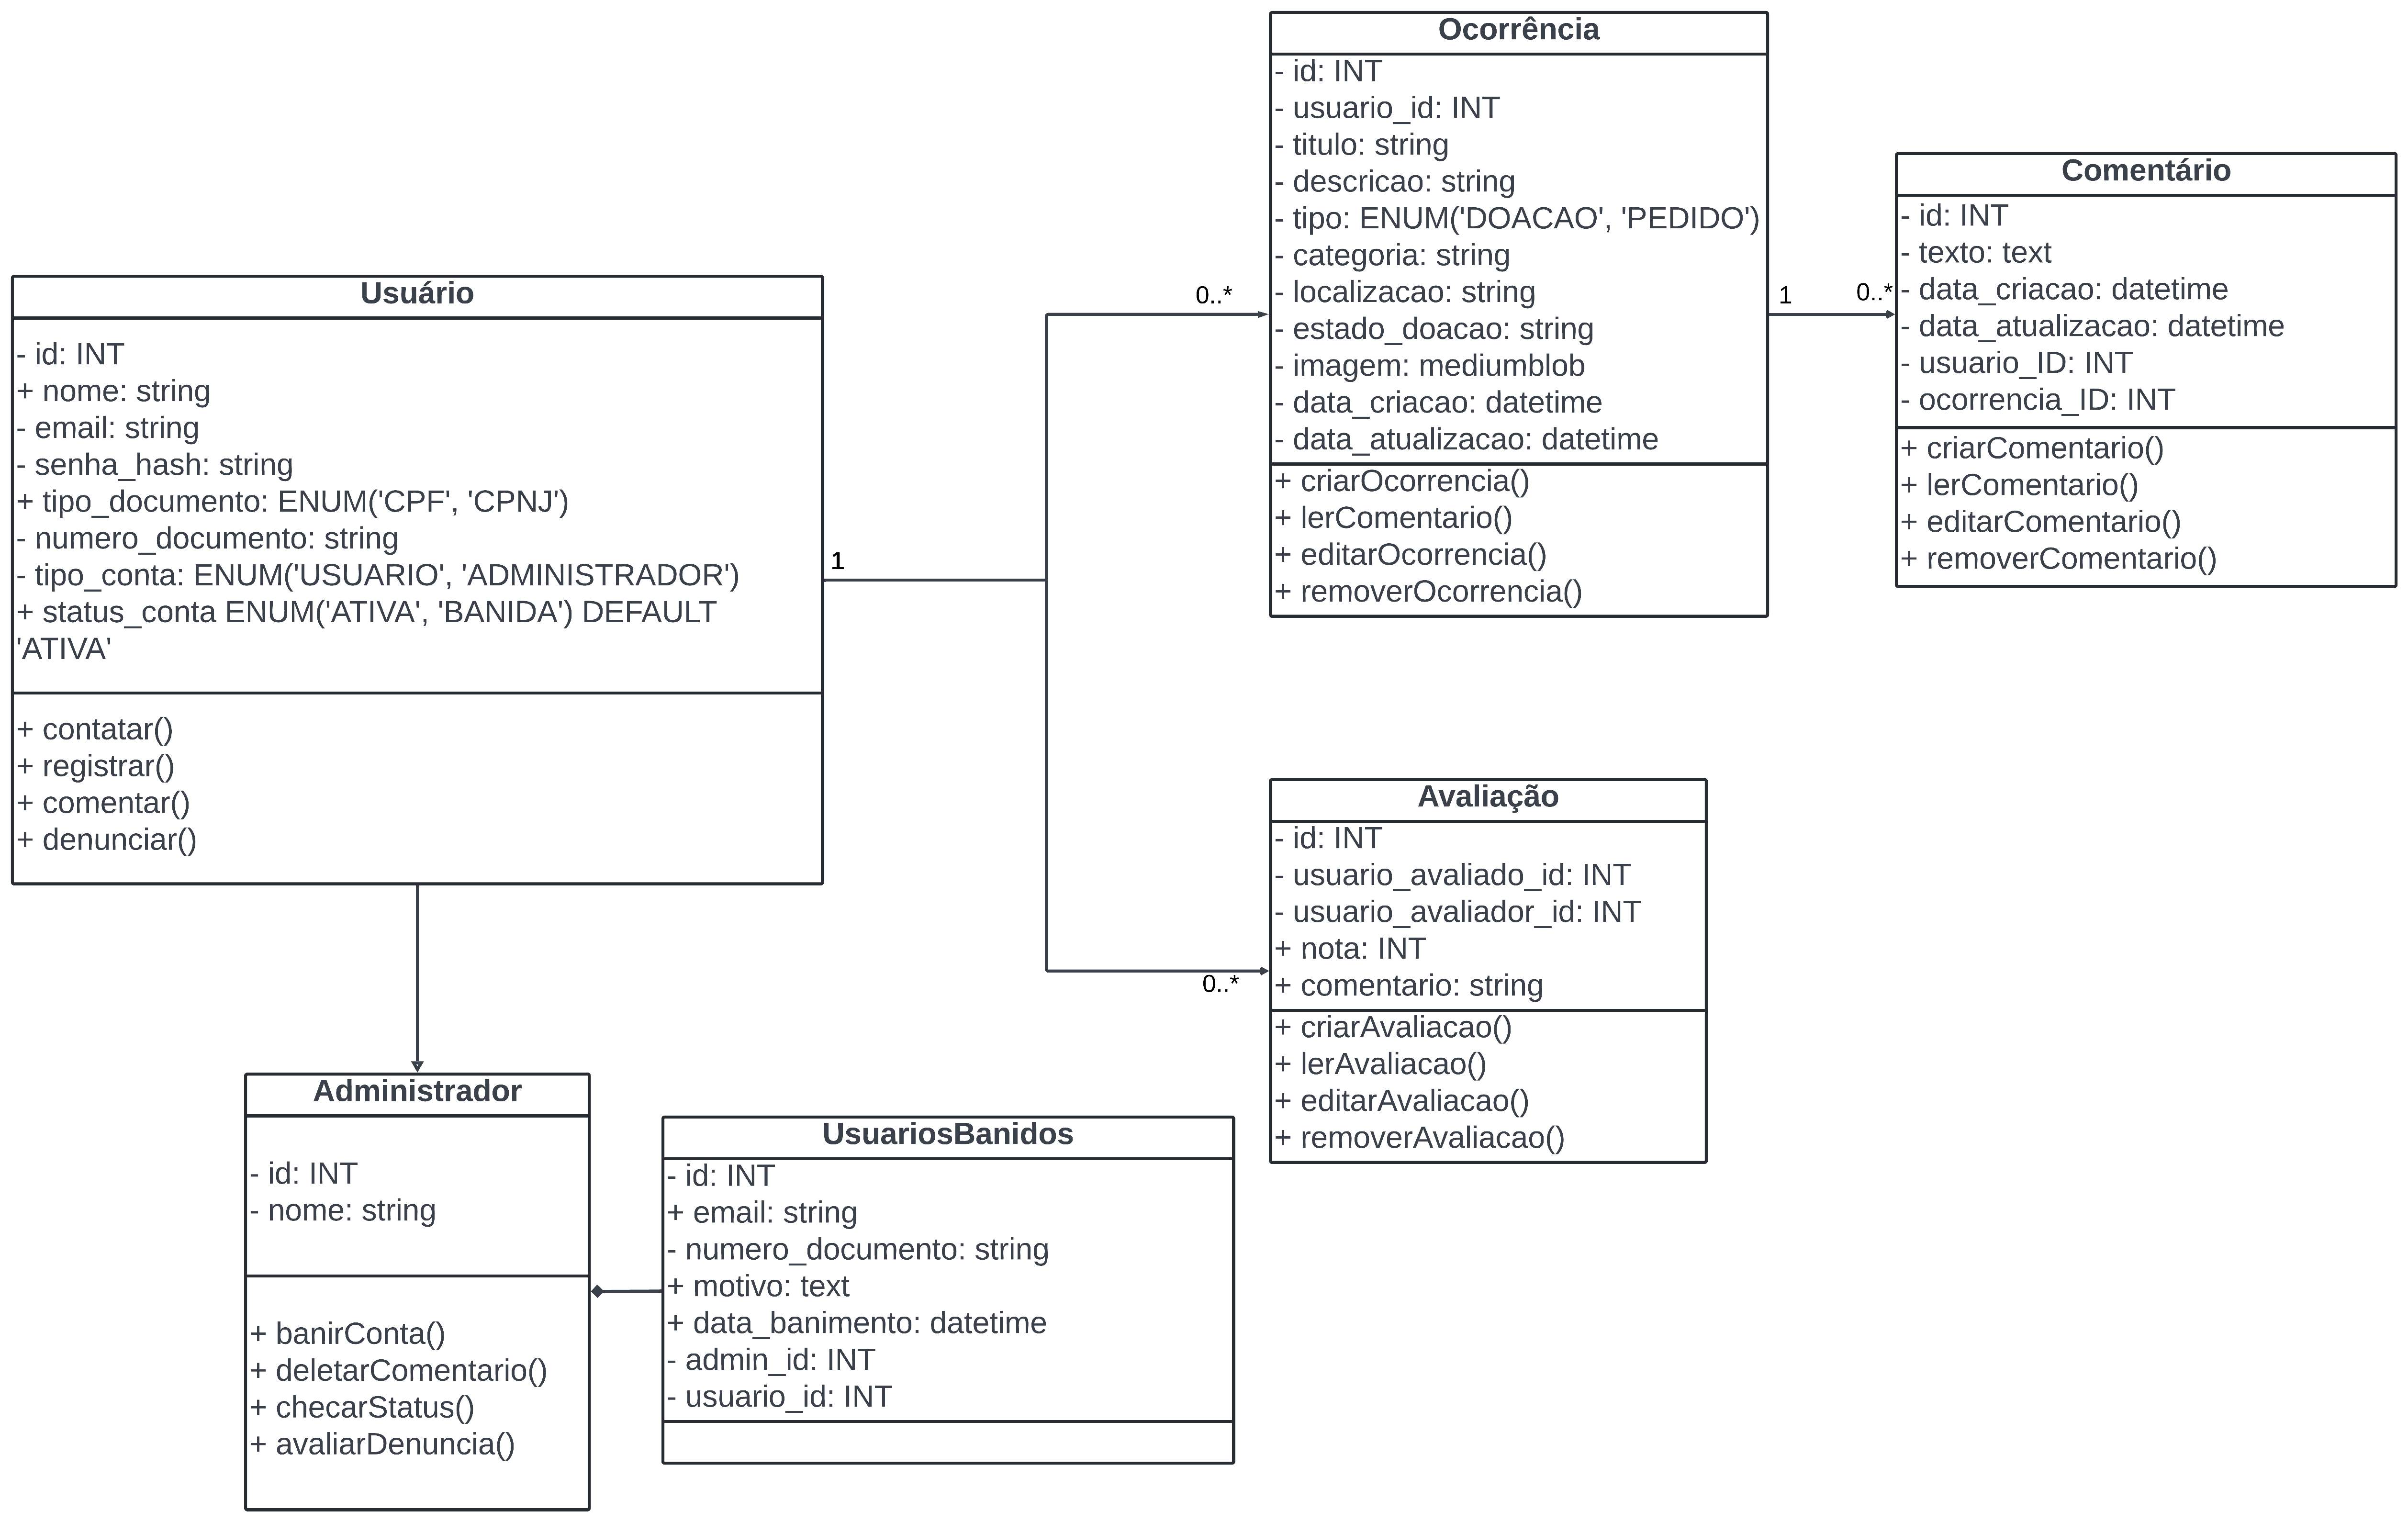 Usuário
- id: INT
+ nome: string
- email: string
- senha_hash: string
+ tipo_documento: ENUM('CPF', 'CPNJ')
- numero_documento: string
- tipo_conta: ENUM('USUARIO', 'ADMINISTRADOR')
+ status_conta ENUM('ATIVA', 'BANIDA') DEFAULT
'ATIVA'
+ contatar()
+ registrar()
+ comentar()
+ denunciar()
1
0..*
0..*
Ocorrência
- id: INT
- usuario_id: INT
- titulo: string
- descricao: string
- tipo: ENUM('DOACAO', 'PEDIDO')
- categoria: string
- localizacao: string
- estado_doacao: string
- imagem: mediumblob
- data_criacao: datetime
- data_atualizacao: datetime
+ criarOcorrencia()
+ lerComentario()
+ editarOcorrencia()
+ removerOcorrencia()
1
0..*
Comentário
- id: INT
- texto: text
- data_criacao: datetime
- data_atualizacao: datetime
- usuario_ID: INT
- ocorrencia_ID: INT
+ criarComentario()
+ lerComentario()
+ editarComentario()
+ removerComentario()
Avaliação
- id: INT
- usuario_avaliado_id: INT
- usuario_avaliador_id: INT
+ nota: INT
+ comentario: string
+ criarAvaliacao()
+ lerAvaliacao()
+ editarAvaliacao()
+ removerAvaliacao()
Administrador
- id: INT
- nome: string
+ banirConta()
+ deletarComentario()
+ checarStatus()
+ avaliarDenuncia()
UsuariosBanidos
- id: INT
+ email: string
- numero_documento: string
+ motivo: text
+ data_banimento: datetime
- admin_id: INT
- usuario_id: INT